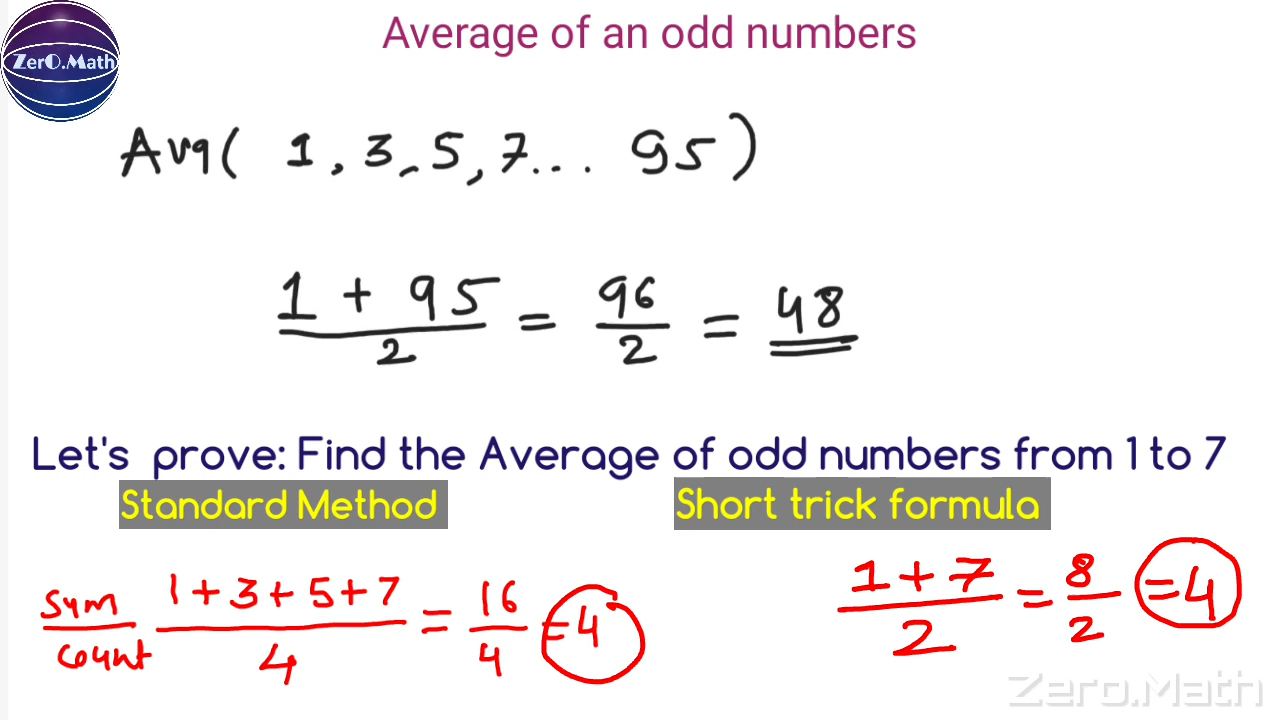 ZerO.Math
Average of an odd numbers
Avg( 1, 3, 5, 7... 95)
1 + 95 / 2 = 96 / 2 = 48
Let's prove: Find the Average of odd numbers from 1 to 7
Standard Method
Short trick formula
sum / count 1+3+5+7 / 4 = 16 / 4 = 4
1+7 / 2 = 8 / 2 = 4
Zero.Math